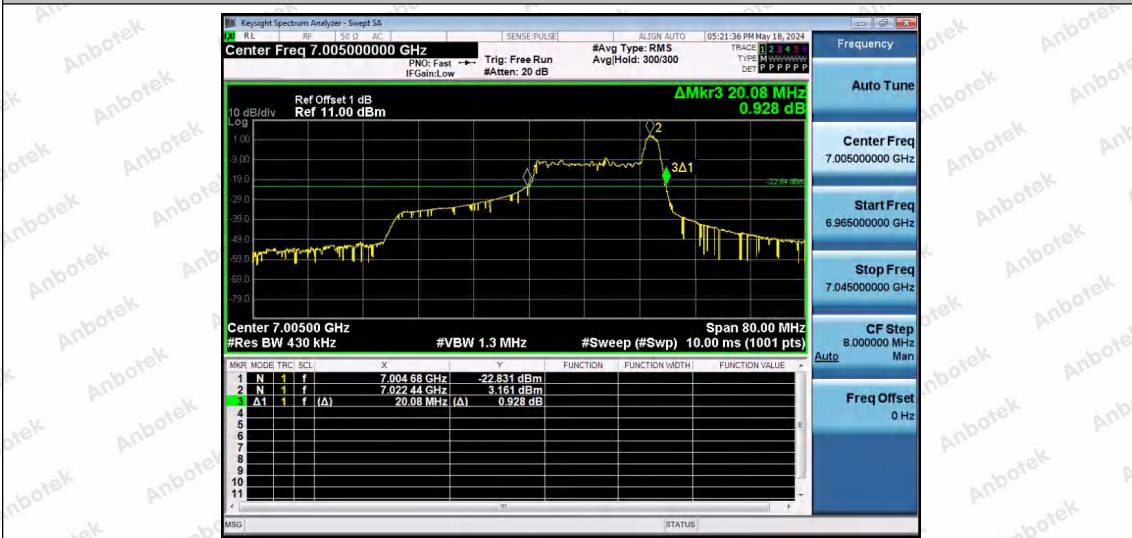 Keysight Spectrum Analyzer - Swept SA
RL RF 50 Ω AC SENSE:PULSE ALIGN AUTO 05:21:36 PM May 18, 2024
Center Freq 7.005000000 GHz
PNO: Fast
IFGain:Low
Trig: Free Run
#Atten: 20 dB
#Avg Type: RMS
Avg|Hold: 300/300
TRACE 1 2 3 4 5 6
TYPE M W W W W W
DET P P P P P P
ΔMkr3 20.08 MHz
0.928 dB
Ref Offset 1 dB
10 dB/div Ref 11.00 dBm
Log
1.00
-9.00
-19.0
-29.0
-39.0
-49.0
-59.0
-69.0
-79.0
2
3Δ1
-22.84 dBm
Center 7.00500 GHz Span 80.00 MHz
#Res BW 430 kHz #VBW 1.3 MHz #Sweep (#Swp) 10.00 ms (1001 pts)
MKR MODE TRC SCL X Y FUNCTION FUNCTION WIDTH FUNCTION VALUE
1 N 1 f 7.004 68 GHz -22.831 dBm
2 N 1 f 7.022 44 GHz 3.161 dBm
3 Δ1 1 f (Δ) 20.08 MHz (Δ) 0.928 dB
4
5
6
7
8
9
10
11
MSG STATUS
Frequency
Auto Tune
Center Freq
7.005000000 GHz
Start Freq
6.965000000 GHz
Stop Freq
7.045000000 GHz
CF Step
8.000000 MHz
Auto Man
Freq Offset
0 Hz
Anbotek